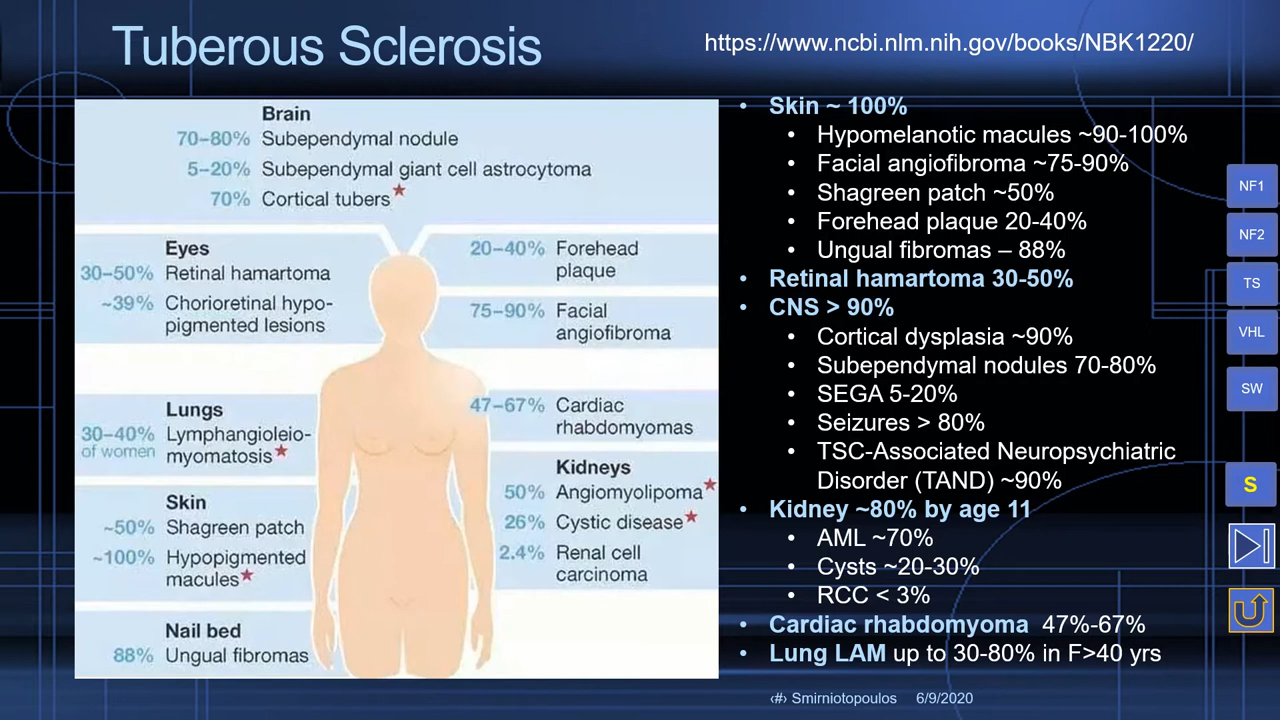 Tuberous Sclerosis
https://www.ncbi.nlm.nih.gov/books/NBK1220/
Brain
70–80% Subependymal nodule
5–20% Subependymal giant cell astrocytoma
70% Cortical tubers★
Eyes
30–50% Retinal hamartoma
~39% Chorioretinal hypo-
pigmented lesions
20–40% Forehead
plaque
75–90% Facial
angiofibroma
Lungs
30–40% Lymphangioleio-
of women myomatosis★
47–67% Cardiac
rhabdomyomas
Skin
~50% Shagreen patch
~100% Hypopigmented
macules★
Kidneys
50% Angiomyolipoma★
26% Cystic disease★
2.4% Renal cell
carcinoma
Nail bed
88% Ungual fibromas
• Skin ~ 100%
• Hypomelanotic macules ~90-100%
• Facial angiofibroma ~75-90%
• Shagreen patch ~50%
• Forehead plaque 20-40%
• Ungual fibromas – 88%
• Retinal hamartoma 30-50%
• CNS > 90%
• Cortical dysplasia ~90%
• Subependymal nodules 70-80%
• SEGA 5-20%
• Seizures > 80%
• TSC-Associated Neuropsychiatric
Disorder (TAND) ~90%
• Kidney ~80% by age 11
• AML ~70%
• Cysts ~20-30%
• RCC < 3%
• Cardiac rhabdomyoma 47%-67%
• Lung LAM up to 30-80% in F>40 yrs
NF1
NF2
TS
VHL
SW
S
‹#› Smirniotopoulos 6/9/2020